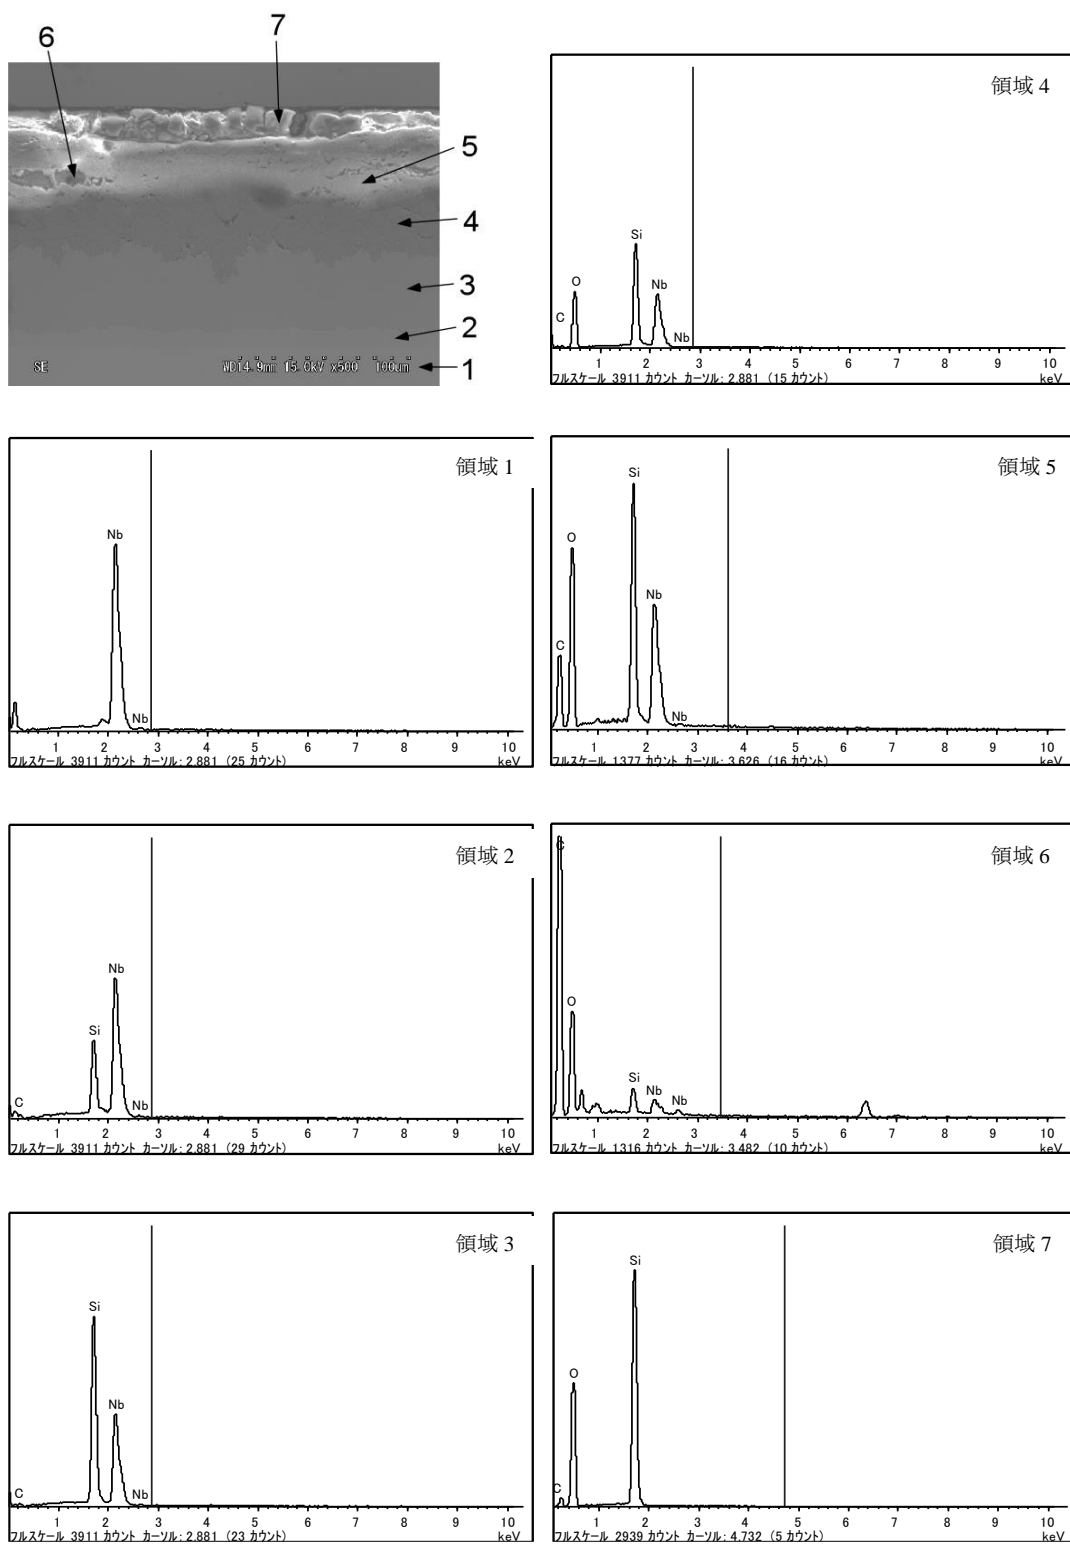 6
7
5
4
3
2
1
SE
WD14.9mm 15.0kV x500 100um
領域 4
C
O
Si
Nb
Nb
1 2 3 4 5 6 7 8 9 10
フルスケール 3911 カウント カーソル: 2.881 (15 カウント)
keV
領域 1
Nb
Nb
1 2 3 4 5 6 7 8 9 10
フルスケール 3911 カウント カーソル: 2.881 (25 カウント)
keV
領域 5
C
O
Si
Nb
Nb
1 2 3 4 5 6 7 8 9 10
フルスケール 1377 カウント カーソル: 3.626 (16 カウント)
keV
領域 2
C
Si
Nb
Nb
1 2 3 4 5 6 7 8 9 10
フルスケール 3911 カウント カーソル: 2.881 (29 カウント)
keV
領域 6
C
O
Si
Nb
Nb
1 2 3 4 5 6 7 8 9 10
フルスケール 1316 カウント カーソル: 3.482 (10 カウント)
keV
領域 3
C
Si
Nb
Nb
1 2 3 4 5 6 7 8 9 10
フルスケール 3911 カウント カーソル: 2.881 (23 カウント)
keV
領域 7
C
O
Si
1 2 3 4 5 6 7 8 9 10
フルスケール 2939 カウント カーソル: 4.732 (5 カウント)
keV